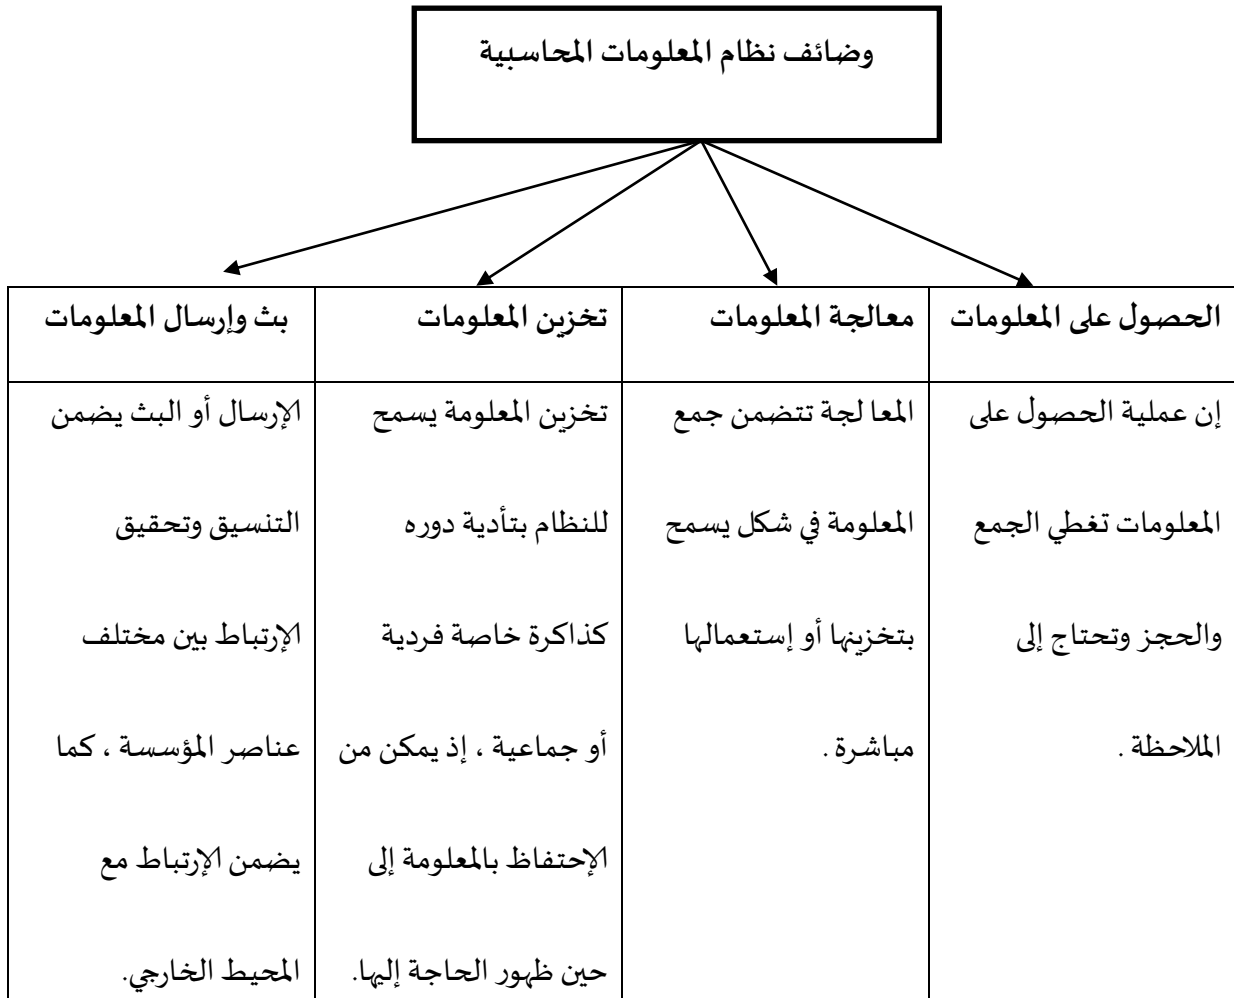 وضائف نظام المعلومات المحاسبية
الحصول على المعلومات
معالجة المعلومات
تخزين المعلومات
بث وإرسال المعلومات
إن عملية الحصول على
المعلومات تغطي الجمع
والحجز وتحتاج إلى
الملاحظة .
المعا لجة تتضمن جمع
المعلومة في شكل يسمح
بتخزينها أو إستعمالها
مباشرة .
تخزين المعلومة يسمح
للنظام بتأدية دوره
كذاكرة خاصة فردية
أو جماعية ، إذ يمكن من
الإحتفاظ بالمعلومة إلى
حين ظهور الحاجة إليها.
الإرسال أو البث يضمن
التنسيق وتحقيق
الإرتباط بين مختلف
عناصر المؤسسة ، كما
يضمن الإرتباط مع
المحيط الخارجي.